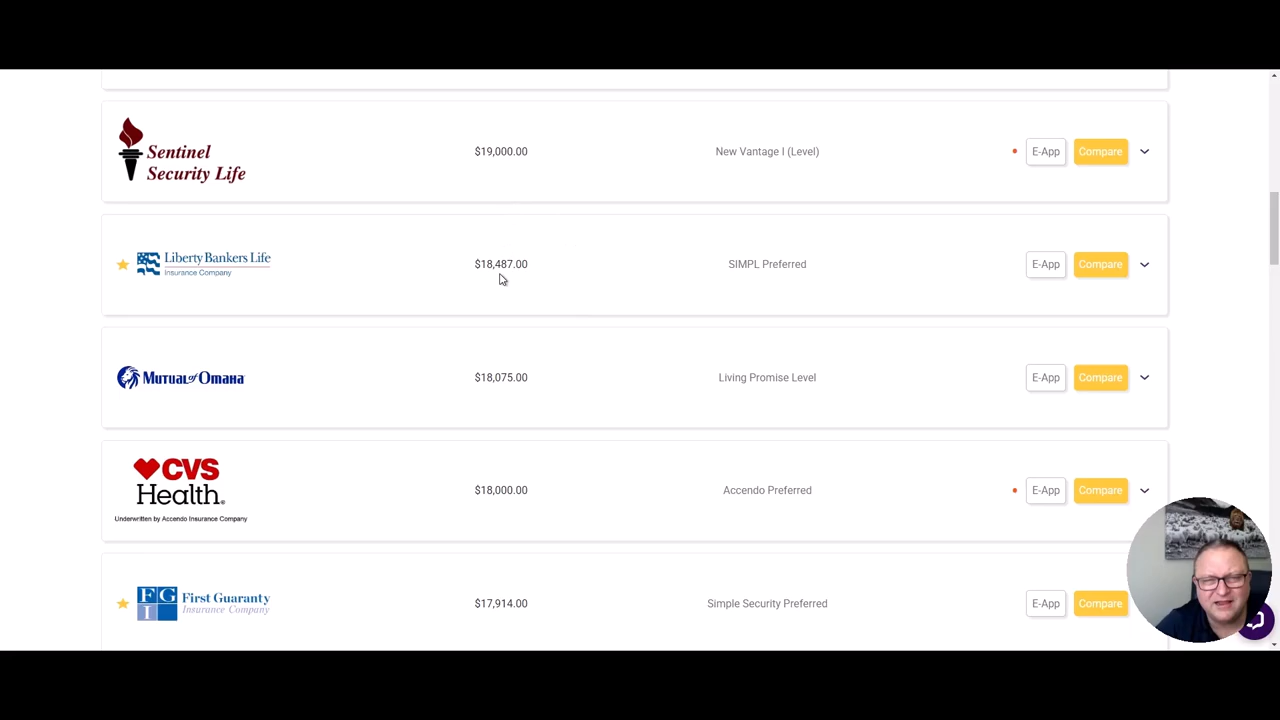 Sentinel
Security Life
$19,000.00
New Vantage I (Level)
E-App
Compare
Liberty Bankers Life
Insurance Company
$18,487.00
SIMPL Preferred
E-App
Compare
Mutual of Omaha
$18,075.00
Living Promise Level
E-App
Compare
CVS
Health®
Underwritten by Accendo Insurance Company
$18,000.00
Accendo Preferred
E-App
Compare
FGI
First Guaranty
Insurance Company
$17,914.00
Simple Security Preferred
E-App
Compare